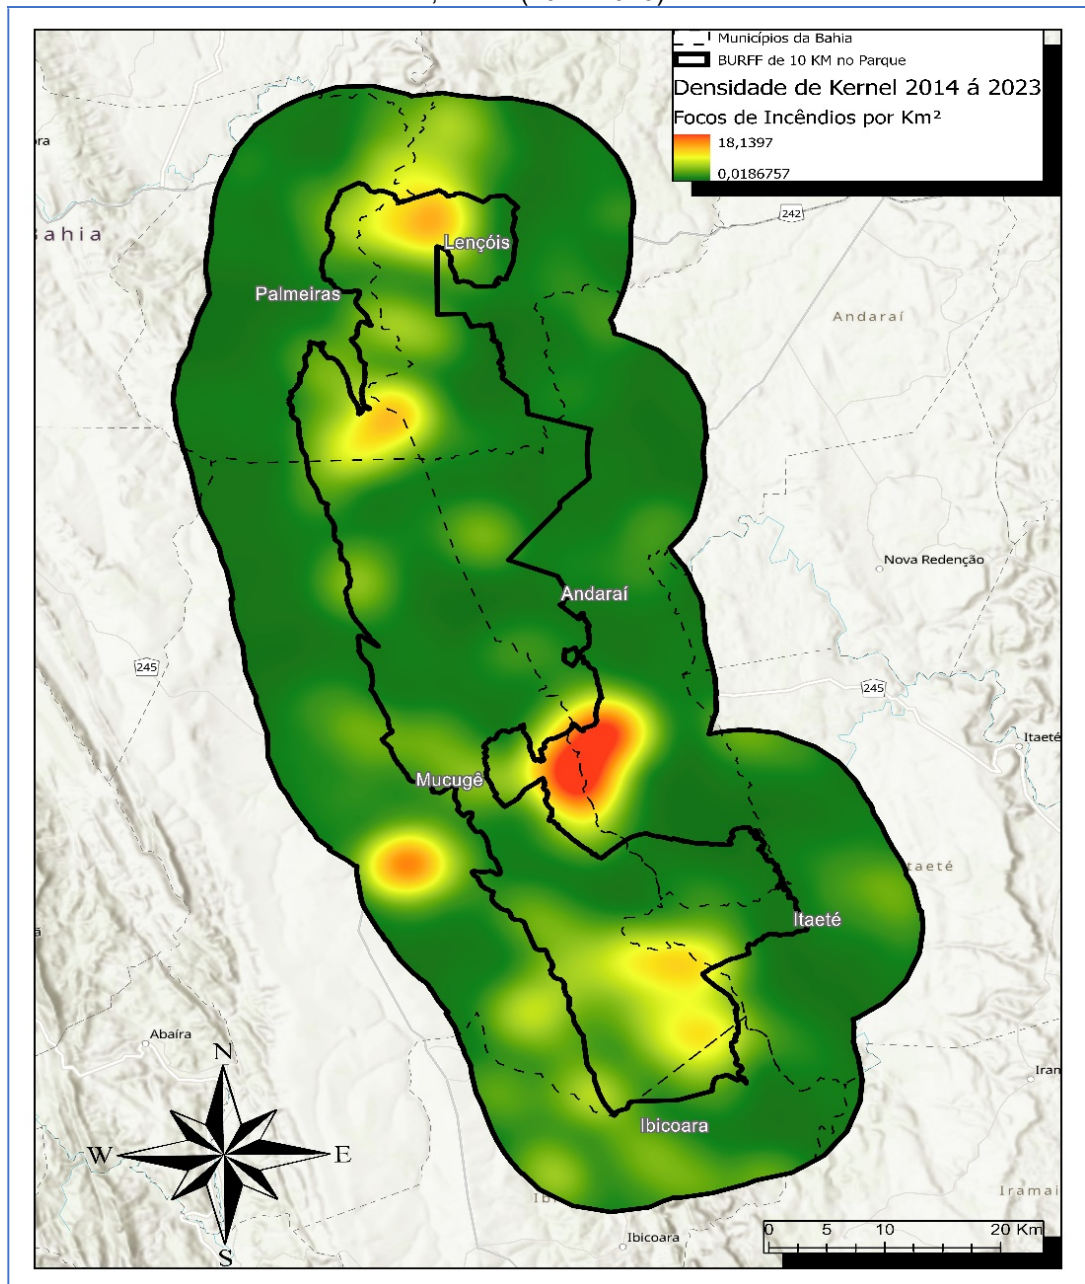 Municípios da Bahia
BURFF de 10 KM no Parque
Densidade de Kernel 2014 á 2023
Focos de Incêndios por Km²
18,1397
0,0186757
242
Bahia
Lençóis
Palmeiras
Andaraí
Nova Redenção
Andaraí
245
245
Itaeté
Mucugê
Itaeté
Abaíra
N
W
E
S
Ibicoara
Iramai
Ibicoara
0 5 10 20 Km